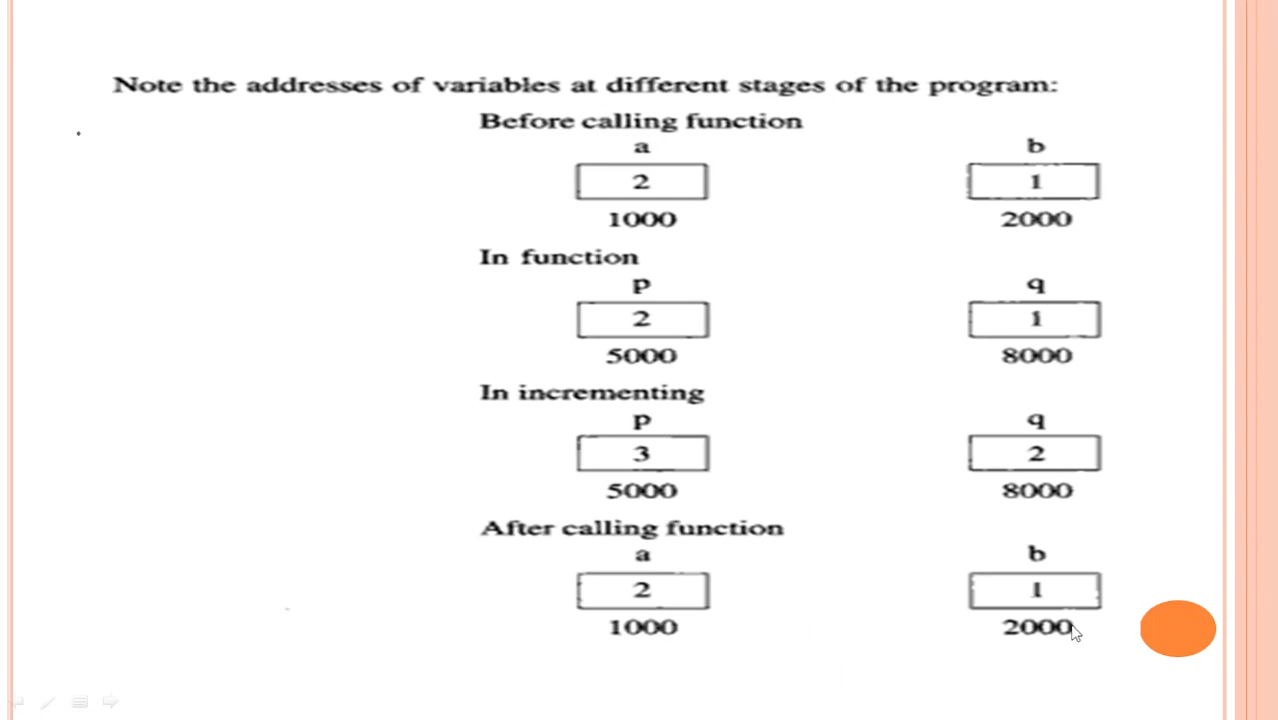 Note the addresses of variables at different stages of the program:
Before calling function
a b
2 1
1000 2000
In function
p q
2 1
5000 8000
In incrementing
p q
3 2
5000 8000
After calling function
a b
2 1
1000 2000